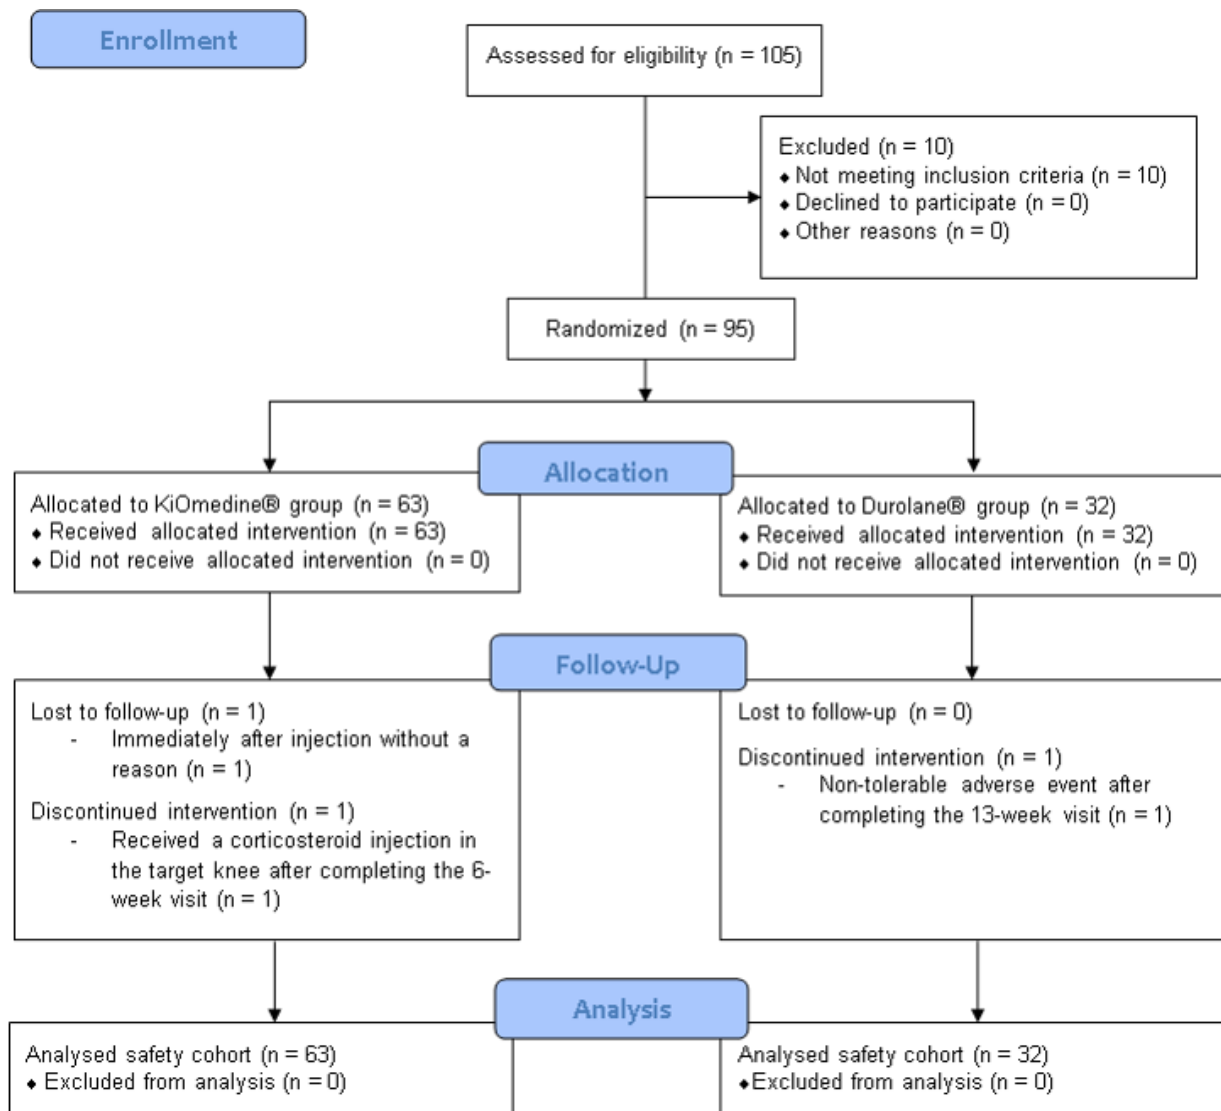 Enrollment
Assessed for eligibility (n = 105)
Excluded (n = 10)
♦ Not meeting inclusion criteria (n = 10)
♦ Declined to participate (n = 0)
♦ Other reasons (n = 0)
Randomized (n = 95)
Allocation
Allocated to KiOmedine® group (n = 63)
♦ Received allocated intervention (n = 63)
♦ Did not receive allocated intervention (n = 0)
Allocated to Durolane® group (n = 32)
♦ Received allocated intervention (n = 32)
♦ Did not receive allocated intervention (n = 0)
Follow-Up
Lost to follow-up (n = 1)
- Immediately after injection without a
reason (n = 1)
Discontinued intervention (n = 1)
- Received a corticosteroid injection in
the target knee after completing the 6-
week visit (n = 1)
Lost to follow-up (n = 0)
Discontinued intervention (n = 1)
- Non-tolerable adverse event after
completing the 13-week visit (n = 1)
Analysis
Analysed safety cohort (n = 63)
♦ Excluded from analysis (n = 0)
Analysed safety cohort (n = 32)
♦Excluded from analysis (n = 0)